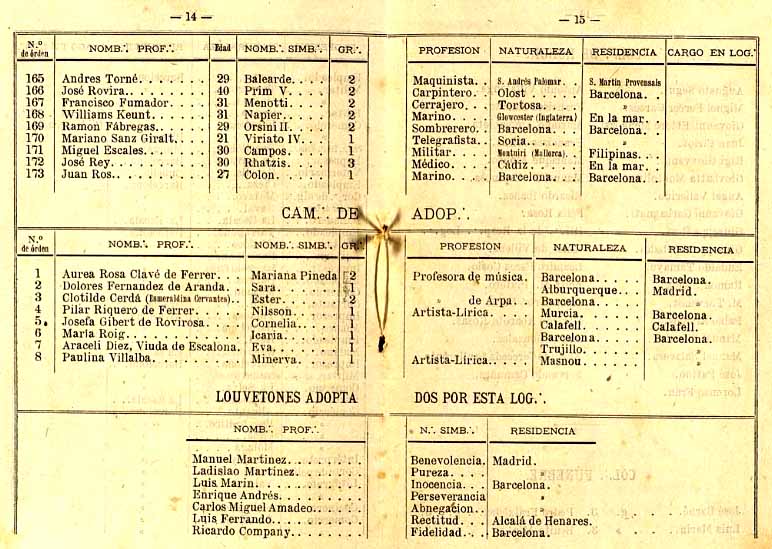 — 14 —
— 15 —
N.º de órden NOMB.·. PROF.·. Edad NOMB.·. SIMB.·. GR.·. PROFESION NATURALEZA RESIDENCIA CARGO EN LOG.·.
165 Andres Torné. 29 Balearde. 2 Maquinista. S. Andrés Palomar. S. Martin Provensals
166 José Rovira. 40 Prim V. 2 Carpintero. Olost Barcelona.
167 Francisco Fumador. 31 Menotti. 2 Cerrajero. Tortosa. »
168 Williams Keunt. 31 Napier. 2 Marino. Glowcester (Inglaterra) En la mar.
169 Ramon Fábregas. 29 Orsini II. 2 Sombrerero. Barcelona. Barcelona.
170 Mariano Sanz Giralt. 21 Viriato IV. 1 Telegrafista. Soria. »
171 Miguel Escales. 30 Campos. 1 Militar. Montuiri (Mallorca). Filipinas.
172 José Rey. 30 Rhatzis. 3 Médico. Cádiz En la mar.
173 Juan Ros. 27 Colon. 1 Marino. Barcelona. Barcelona.
CAM.·. DE ADOP.·.
N.º de órden NOMB.·. PROF.·. NOMB.·. SIMB.·. GR.·. PROFESION NATURALEZA RESIDENCIA
1 Aurea Rosa Clavé de Ferrer. Mariana Pineda 2 Profesora de música. Barcelona. Barcelona.
2 Dolores Fernandez de Aranda. Sara. 1 Alburquerque. Madrid.
3 Clotilde Cerdá (Esmeraldina Cervantes). Ester. 2 » de Arpa. Barcelona. »
4 Pilar Riquero de Ferrer. Nilsson. 1 Artista-Lírica. Murcia. Barcelona.
5. Josefa Gibert de Rovirosa. Cornelia. 1 Calafell. Calafell.
6 María Roig. Icaria. 1 Barcelona. Barcelona.
7 Araceli Diez, Viuda de Escalona. Eva. 1 Trujillo. »
8 Paulina Villalba. Minerva. 1 Artista-Lírica. Masnou. »
LOUVETONES ADOPTADOS POR ESTA LOG.·.
NOMB.·. PROF.·. N.·. SIMB.·. RESIDENCIA
Manuel Martinez. Benevolencia. Madrid.
Ladislao Martinez. Pureza. »
Luis Marin. Inocencia. Barcelona.
Enrique Andrés. Perseverancia »
Carlos Miguel Amadeo. Abnegacion. »
Luis Ferrando. Rectitud. Alcalá de Henares.
Ricardo Company. Fidelidad. Barcelona.